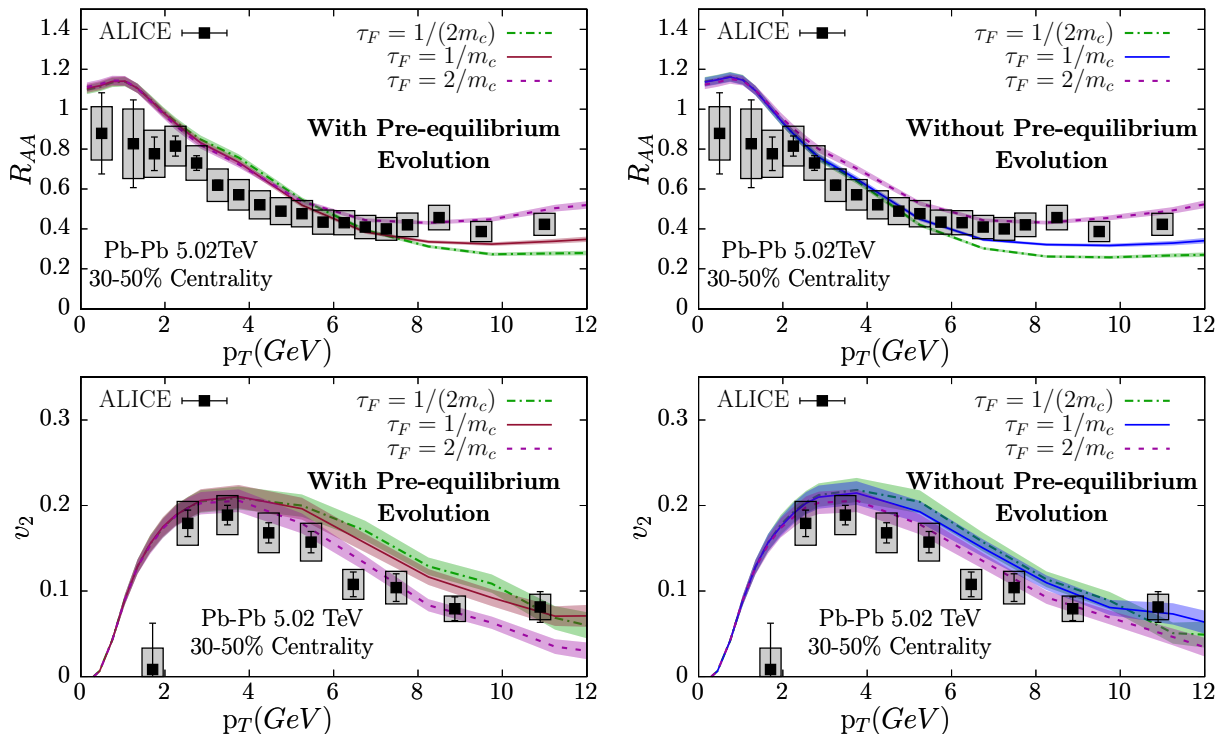 1.4
1.2
1
0.8
0.6
0.4
0.2
0
R_AA
ALICE
τ_F = 1/(2m_c)
τ_F = 1/m_c
τ_F = 2/m_c
With Pre-equilibrium
Evolution
Pb-Pb 5.02TeV
30-50% Centrality
0 2 4 6 8 10 12
p_T(GeV)
1.4
1.2
1
0.8
0.6
0.4
0.2
0
R_AA
ALICE
τ_F = 1/(2m_c)
τ_F = 1/m_c
τ_F = 2/m_c
Without Pre-equilibrium
Evolution
Pb-Pb 5.02TeV
30-50% Centrality
0 2 4 6 8 10 12
p_T(GeV)
0.3
0.2
0.1
0
v_2
ALICE
τ_F = 1/(2m_c)
τ_F = 1/m_c
τ_F = 2/m_c
With Pre-equilibrium
Evolution
Pb-Pb 5.02 TeV
30-50% Centrality
0 2 4 6 8 10 12
p_T(GeV)
0.3
0.2
0.1
0
v_2
ALICE
τ_F = 1/(2m_c)
τ_F = 1/m_c
τ_F = 2/m_c
Without Pre-equilibrium
Evolution
Pb-Pb 5.02 TeV
30-50% Centrality
0 2 4 6 8 10 12
p_T(GeV)